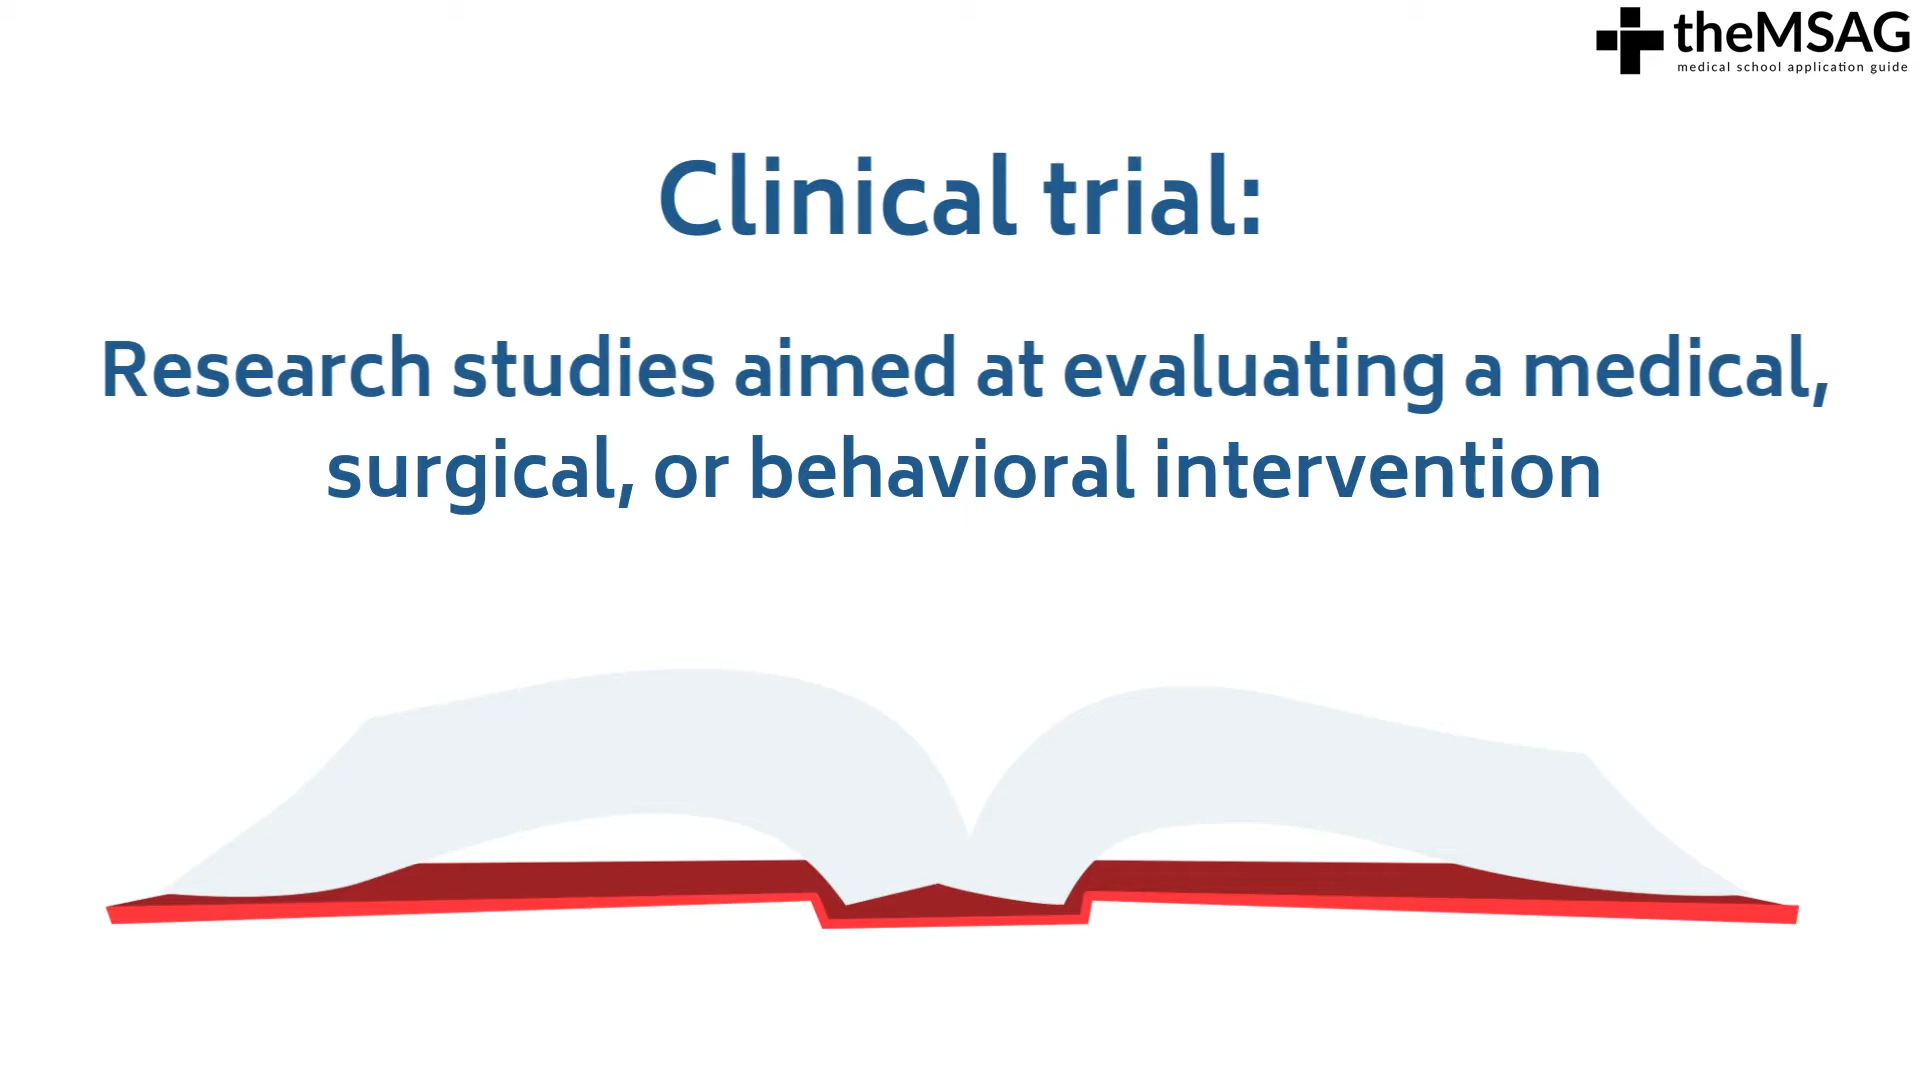 theMSAG
medical school application guide
Clinical trial:
Research studies aimed at evaluating a medical,
surgical, or behavioral intervention